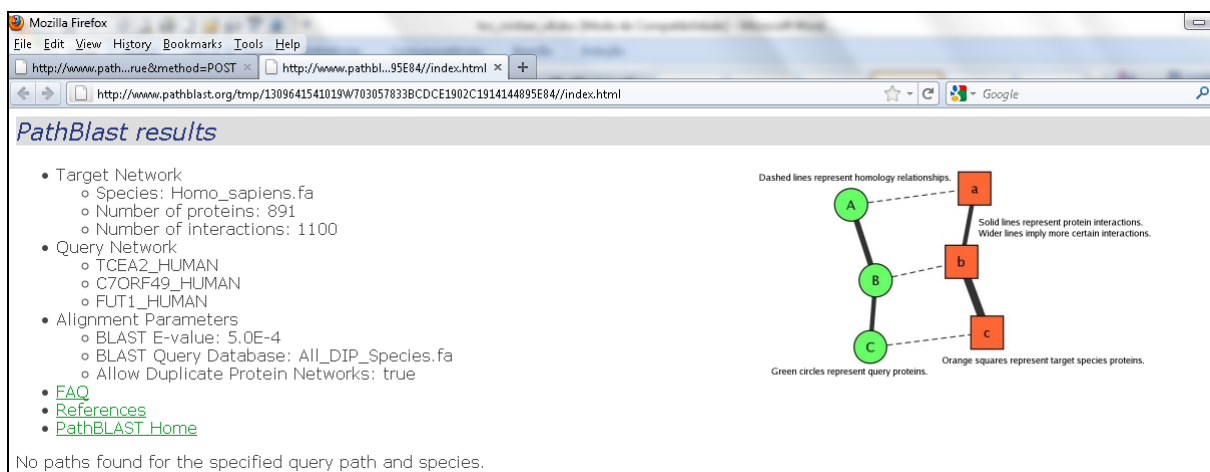 Mozilla Firefox
File Edit View History Bookmarks Tools Help
http://www.path...rue&method=POST × http://www.pathbl...95E84//index.html × +
http://www.pathblast.org/tmp/1309641541019W703057833BCDCE1902C1914144895E84//index.html Google
PathBlast results
• Target Network
○ Species: Homo_sapiens.fa
○ Number of proteins: 891
○ Number of interactions: 1100
• Query Network
○ TCEA2_HUMAN
○ C7ORF49_HUMAN
○ FUT1_HUMAN
• Alignment Parameters
○ BLAST E-value: 5.0E-4
○ BLAST Query Database: All_DIP_Species.fa
○ Allow Duplicate Protein Networks: true
• FAQ
• References
• PathBLAST Home
Dashed lines represent homology relationships.
A a
Solid lines represent protein interactions.
Wider lines imply more certain interactions.
B b
C c
Orange squares represent target species proteins.
Green circles represent query proteins.
No paths found for the specified query path and species.